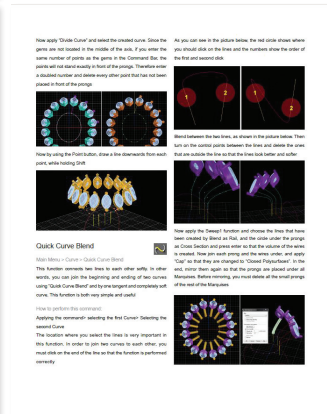 Now apply "Divide Curve" and select the created curve. Since the
gems are not located in the middle of the axis, if you enter the
same number of points as the gems in the Command Bar, the
points will not stand exactly in front of the prongs. Therefore enter
a doubled number and delete every other point that has not been
placed in front of the prongs
Now by using the Point button, draw a line downwards from each
point, while holding Shift
Quick Curve Blend
Main Menu > Curve > Quick Curve Blend
This function connects two lines to each other softly. In other
words, you can join the beginning and ending of two curves
using "Quick Curve Blend" and by one tangent and completely soft
curve. This function is both very simple and useful
How to perform this command:
Applying the command> selecting the first Curve> Selecting the
second Curve
The location where you select the lines is very important in
this function. In order to join two curves to each other, you
must click on the end of the line so that the function is performed
correctly
As you can see in the picture below, the red circle shows where
you should click on the lines and the numbers show the order of
the first and second click
1
2
1
2
Blend between the two lines, as shown in the picture below. Then
turn on the control points between the lines and delete the ones
that are outside the line so that the lines look better and softer
Now apply the Sweep1 function and choose the lines that have
been created by Blend as Rail, and the circle under the prongs
as Cross Section and press enter so that the volume of the wires
is created. Now join each prong and the wires under, and apply
"Cap" so that they are changed to "Closed Polysurfaces". In the
end, mirror them again so that the prongs are placed under all
Marquises. Before mirroring, you must delete all the small prongs
of the rest of the Marquises